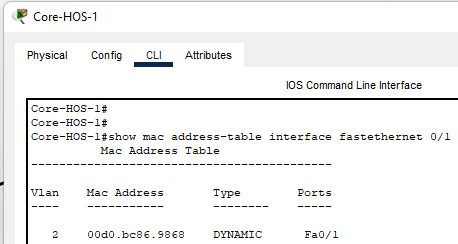 Core-HOS-1
Physical Config CLI Attributes
IOS Command Line Interface
Core-HOS-1#
Core-HOS-1#
Core-HOS-1#show mac address-table interface fastethernet 0/1
Mac Address Table
-------------------------------------------
Vlan Mac Address Type Ports
---- ----------- -------- -----
2 00d0.bc86.9868 DYNAMIC Fa0/1